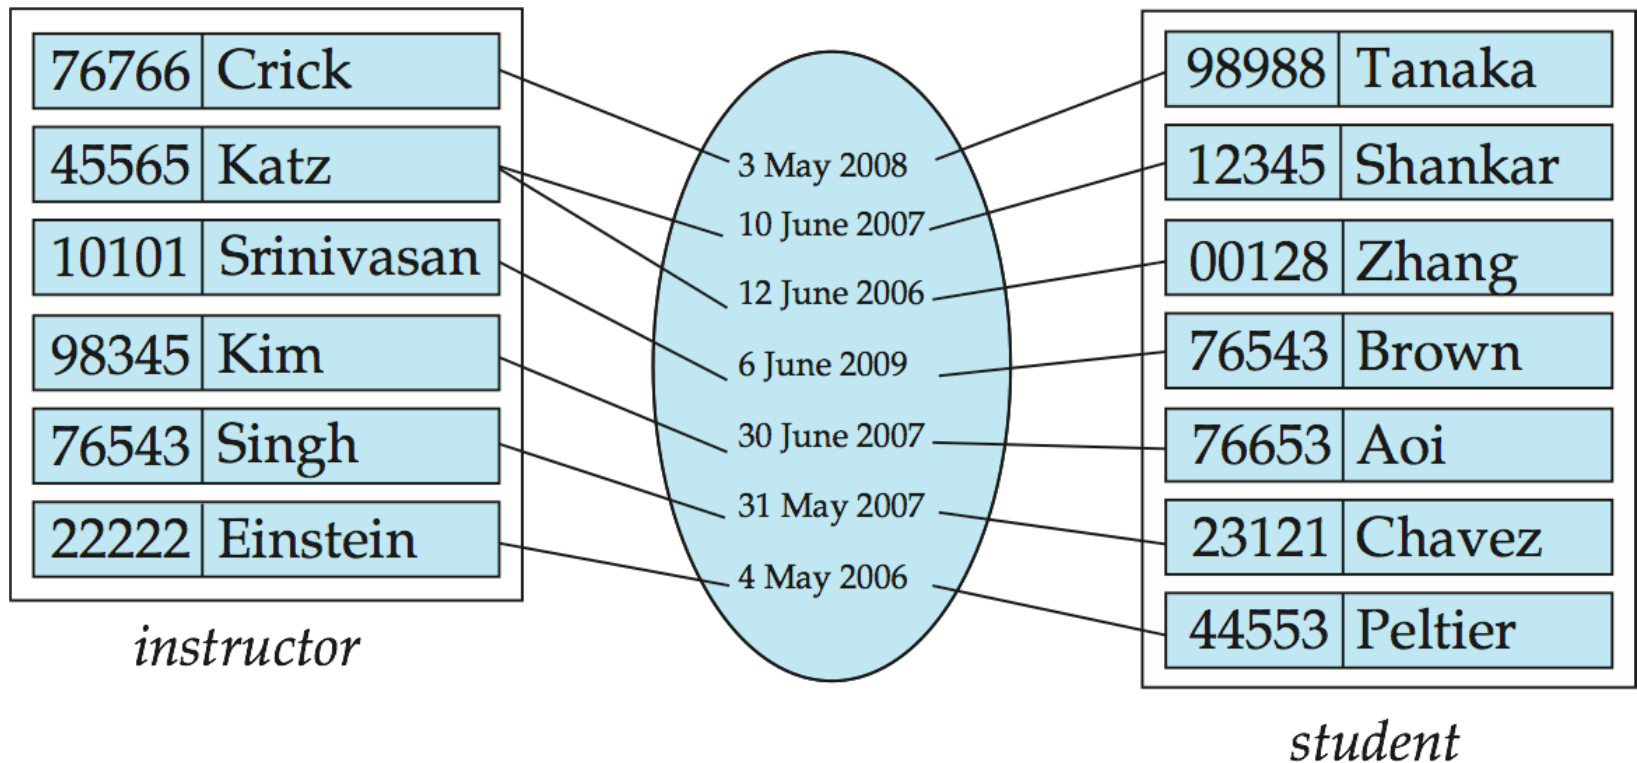 76766 Crick
45565 Katz
10101 Srinivasan
98345 Kim
76543 Singh
22222 Einstein
instructor
3 May 2008
10 June 2007
12 June 2006
6 June 2009
30 June 2007
31 May 2007
4 May 2006
98988 Tanaka
12345 Shankar
00128 Zhang
76543 Brown
76653 Aoi
23121 Chavez
44553 Peltier
student